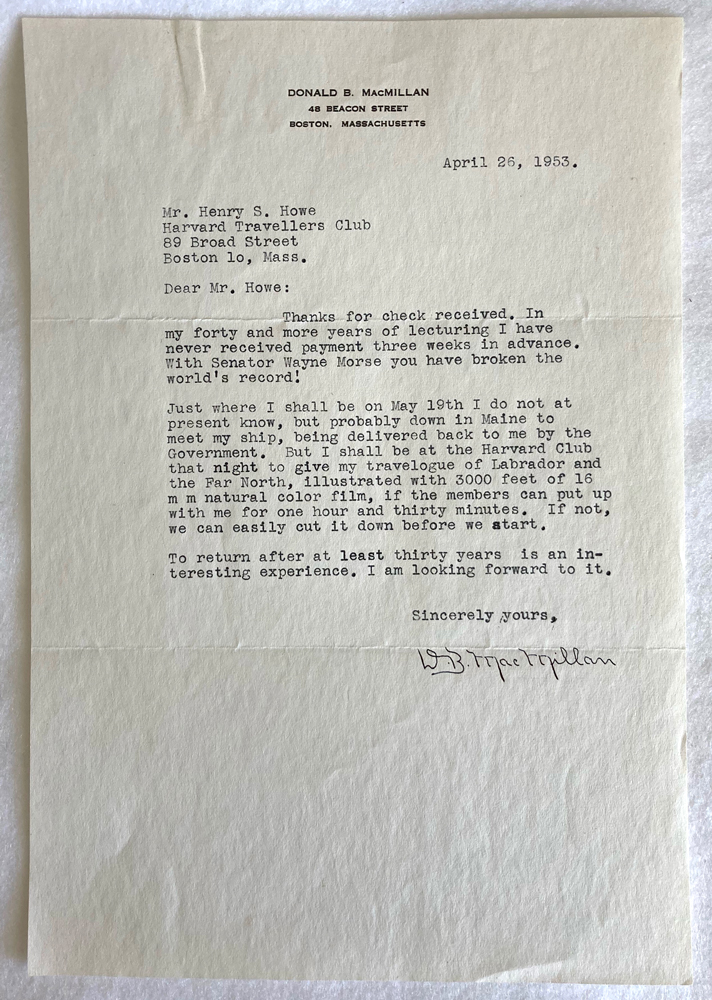 DONALD B. MACMILLAN
48 BEACON STREET
BOSTON, MASSACHUSETTS
April 26, 1953.
Mr. Henry S. Howe
Harvard Travellers Club
89 Broad Street
Boston lo, Mass.
Dear Mr. Howe:
Thanks for check received. In
my forty and more years of lecturing I have
never received payment three weeks in advance.
With Senator Wayne Morse you have broken the
world's record!
Just where I shall be on May 19th I do not at
present know, but probably down in Maine to
meet my ship, being delivered back to me by the
Government. But I shall be at the Harvard Club
that night to give my travelogue of Labrador and
the Far North, illustrated with 3000 feet of 16
m m natural color film, if the members can put up
with me for one hour and thirty minutes. If not,
we can easily cut it down before we start.
To return after at least thirty years is an in-
teresting experience. I am looking forward to it.
Sincerely yours,
D.B. MacMillan